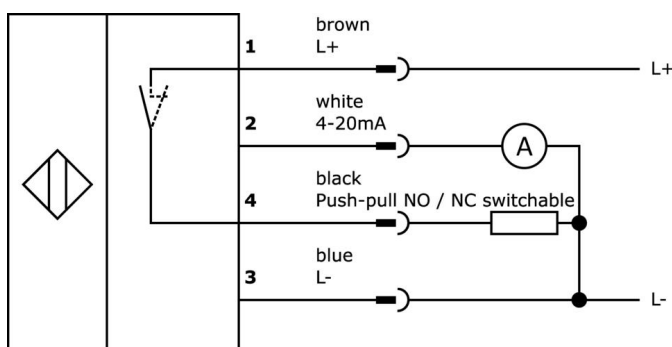 brown
1 L+ L+
white
2 4-20mA A
black
4 Push-pull NO / NC switchable
blue
3 L- L-